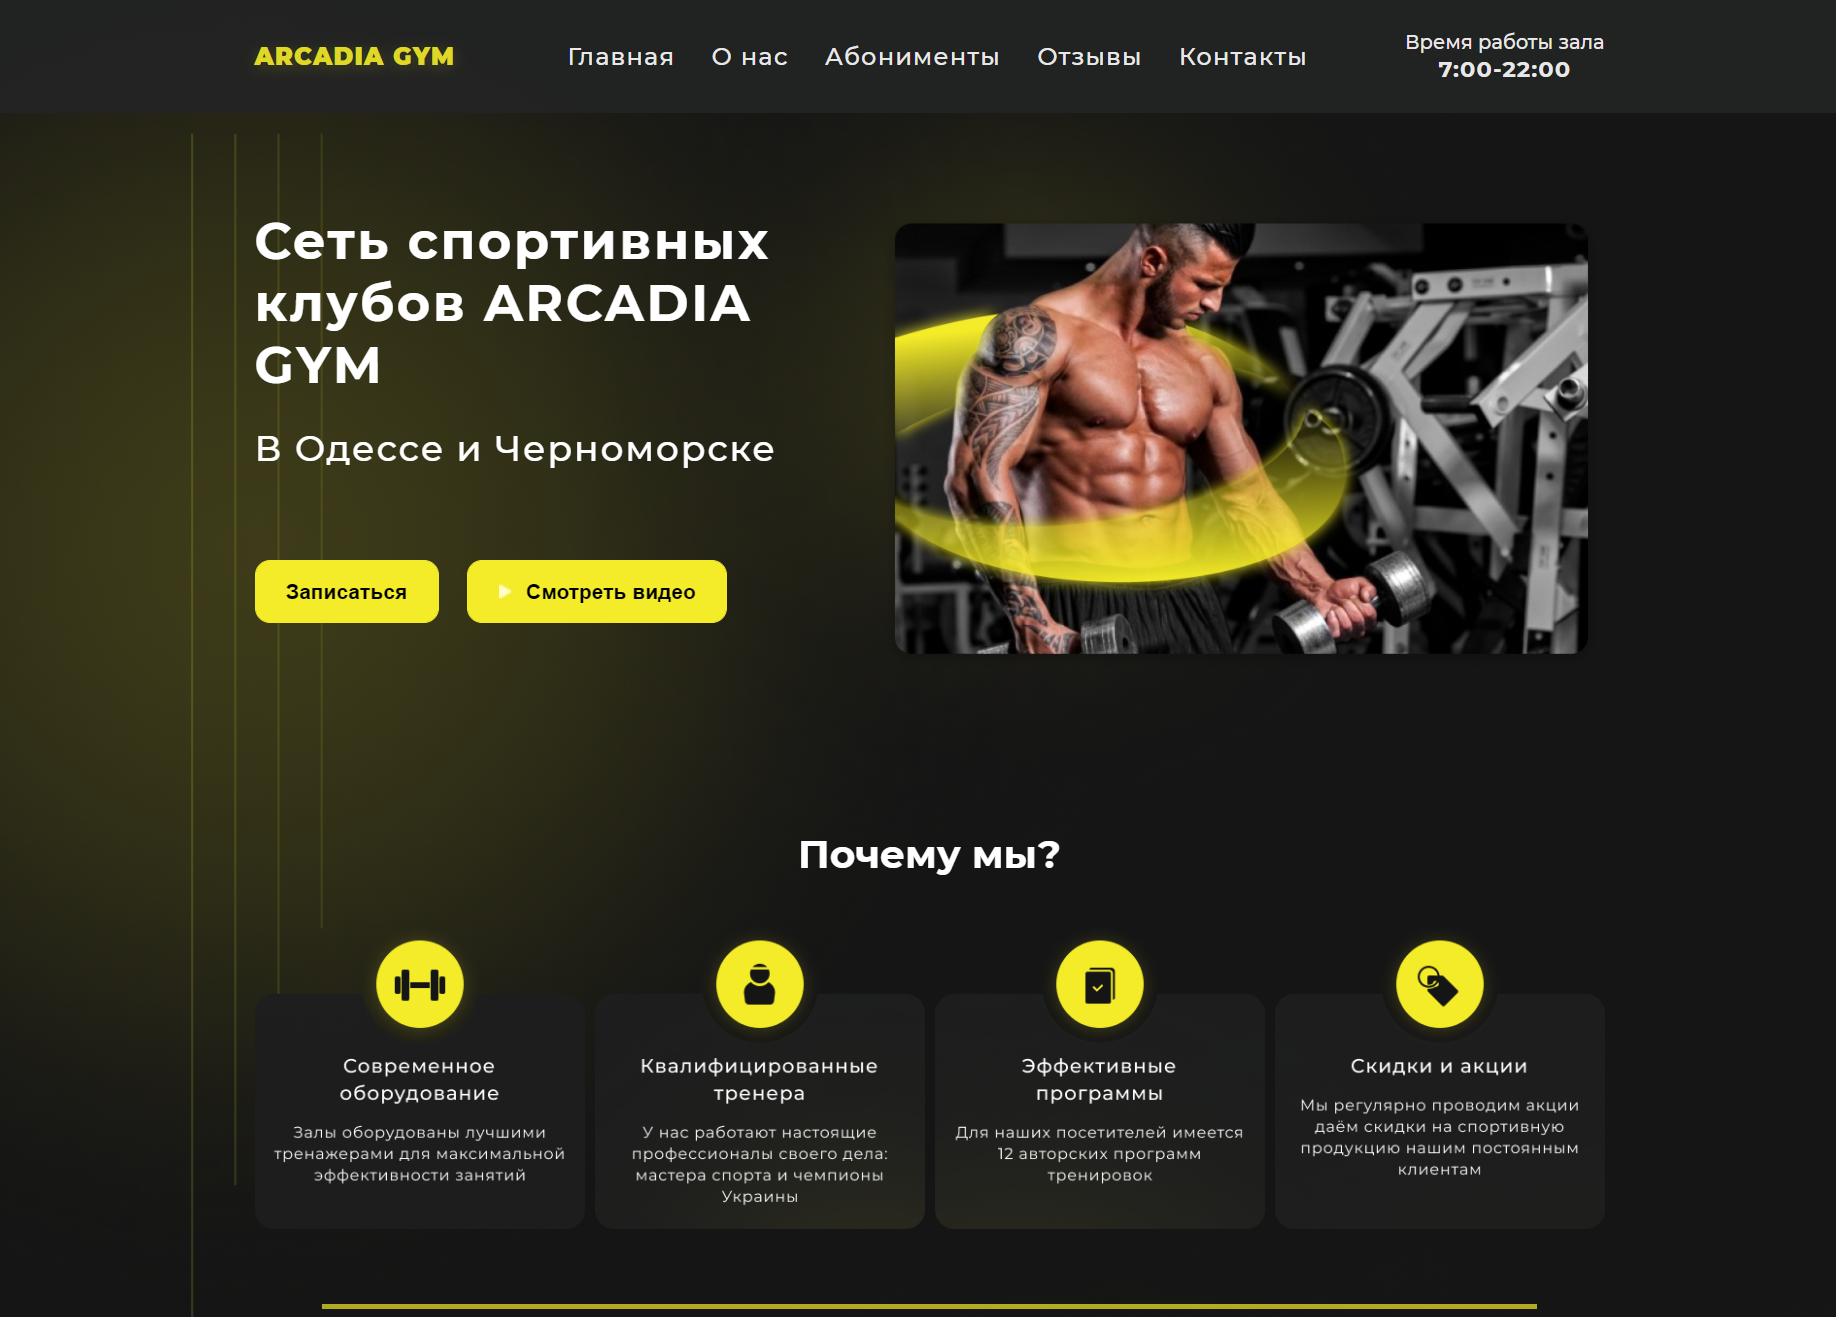 ARCADIA GYM
Главная
О нас
Абонименты
Отзывы
Контакты
Время работы зала
7:00-22:00
Сеть спортивных
клубов ARCADIA
GYM
В Одессе и Черноморске
Записаться
Смотреть видео
Почему мы?
Современное
оборудование
Залы оборудованы лучшими
тренажерами для максимальной
эффективности занятий
Квалифицированные
тренера
У нас работают настоящие
профессионалы своего дела:
мастера спорта и чемпионы
Украины
Эффективные
программы
Для наших посетителей имеется
12 авторских программ
тренировок
Скидки и акции
Мы регулярно проводим акции
даём скидки на спортивную
продукцию нашим постоянным
клиентам